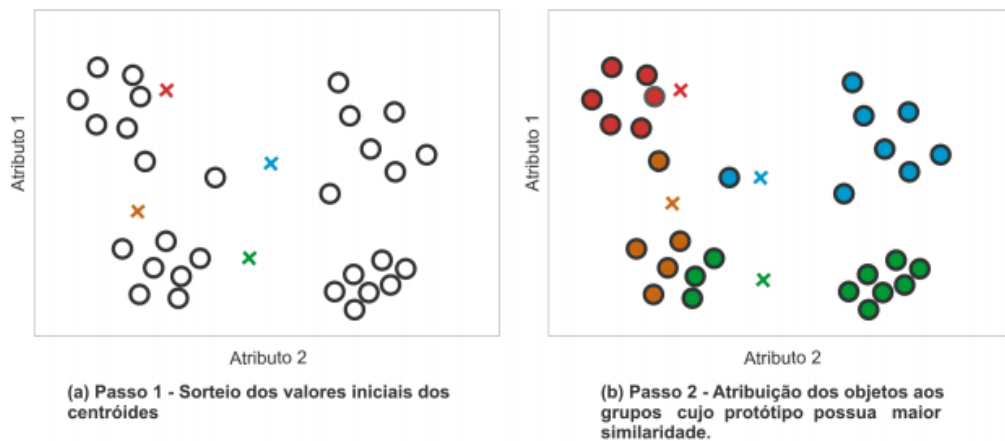 Atributo 1
Atributo 2
(a) Passo 1 - Sorteio dos valores iniciais dos
centróides
Atributo 1
Atributo 2
(b) Passo 2 - Atribuição dos objetos aos
grupos cujo protótipo possua maior
similaridade.